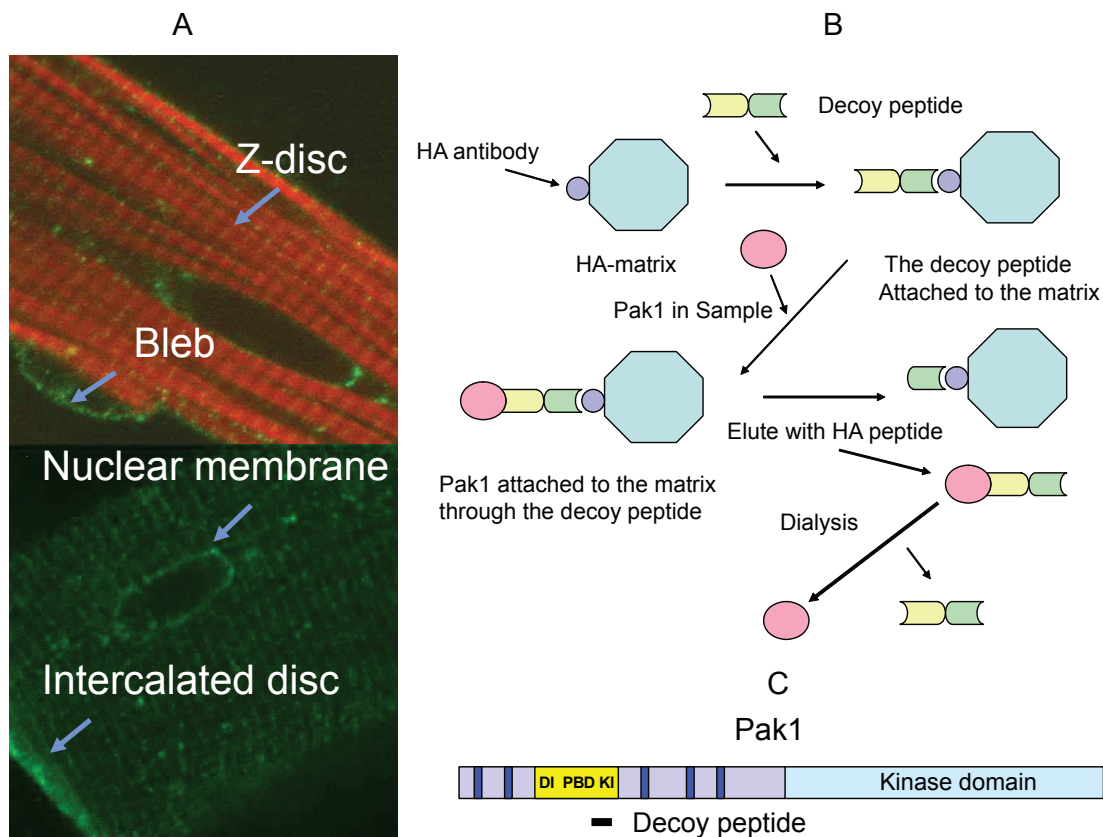 A
Z-disc
Bleb
Nuclear membrane
Intercalated disc
B
Decoy peptide
HA antibody
HA-matrix
The decoy peptide
Attached to the matrix
Pak1 in Sample
Elute with HA peptide
Pak1 attached to the matrix
through the decoy peptide
Dialysis
C
Pak1
DI PBD KI
Kinase domain
Decoy peptide